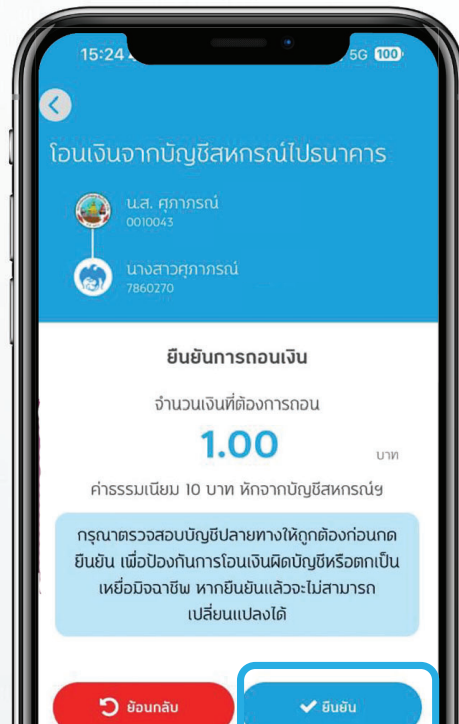 15:24
5G 100
โอนเงินจากบัญชีสหกรณ์ไปธนาคาร
น.ส. ศุภาภรณ์
0010043
นางสาวศุภาภรณ์
7860270
ยืนยันการถอนเงิน
จำนวนเงินที่ต้องการถอน
1.00
บาท
ค่าธรรมเนียม 10 บาท หักจากบัญชีสหกรณ์ฯ
กรุณาตรวจสอบบัญชีปลายทางให้ถูกต้องก่อนกด
ยืนยัน เพื่อป้องกันการโอนเงินผิดบัญชีหรือตกเป็น
เหยื่อมิจฉาชีพ หากยืนยันแล้วจะไม่สามารถ
เปลี่ยนแปลงได้
ย้อนกลับ
ยืนยัน